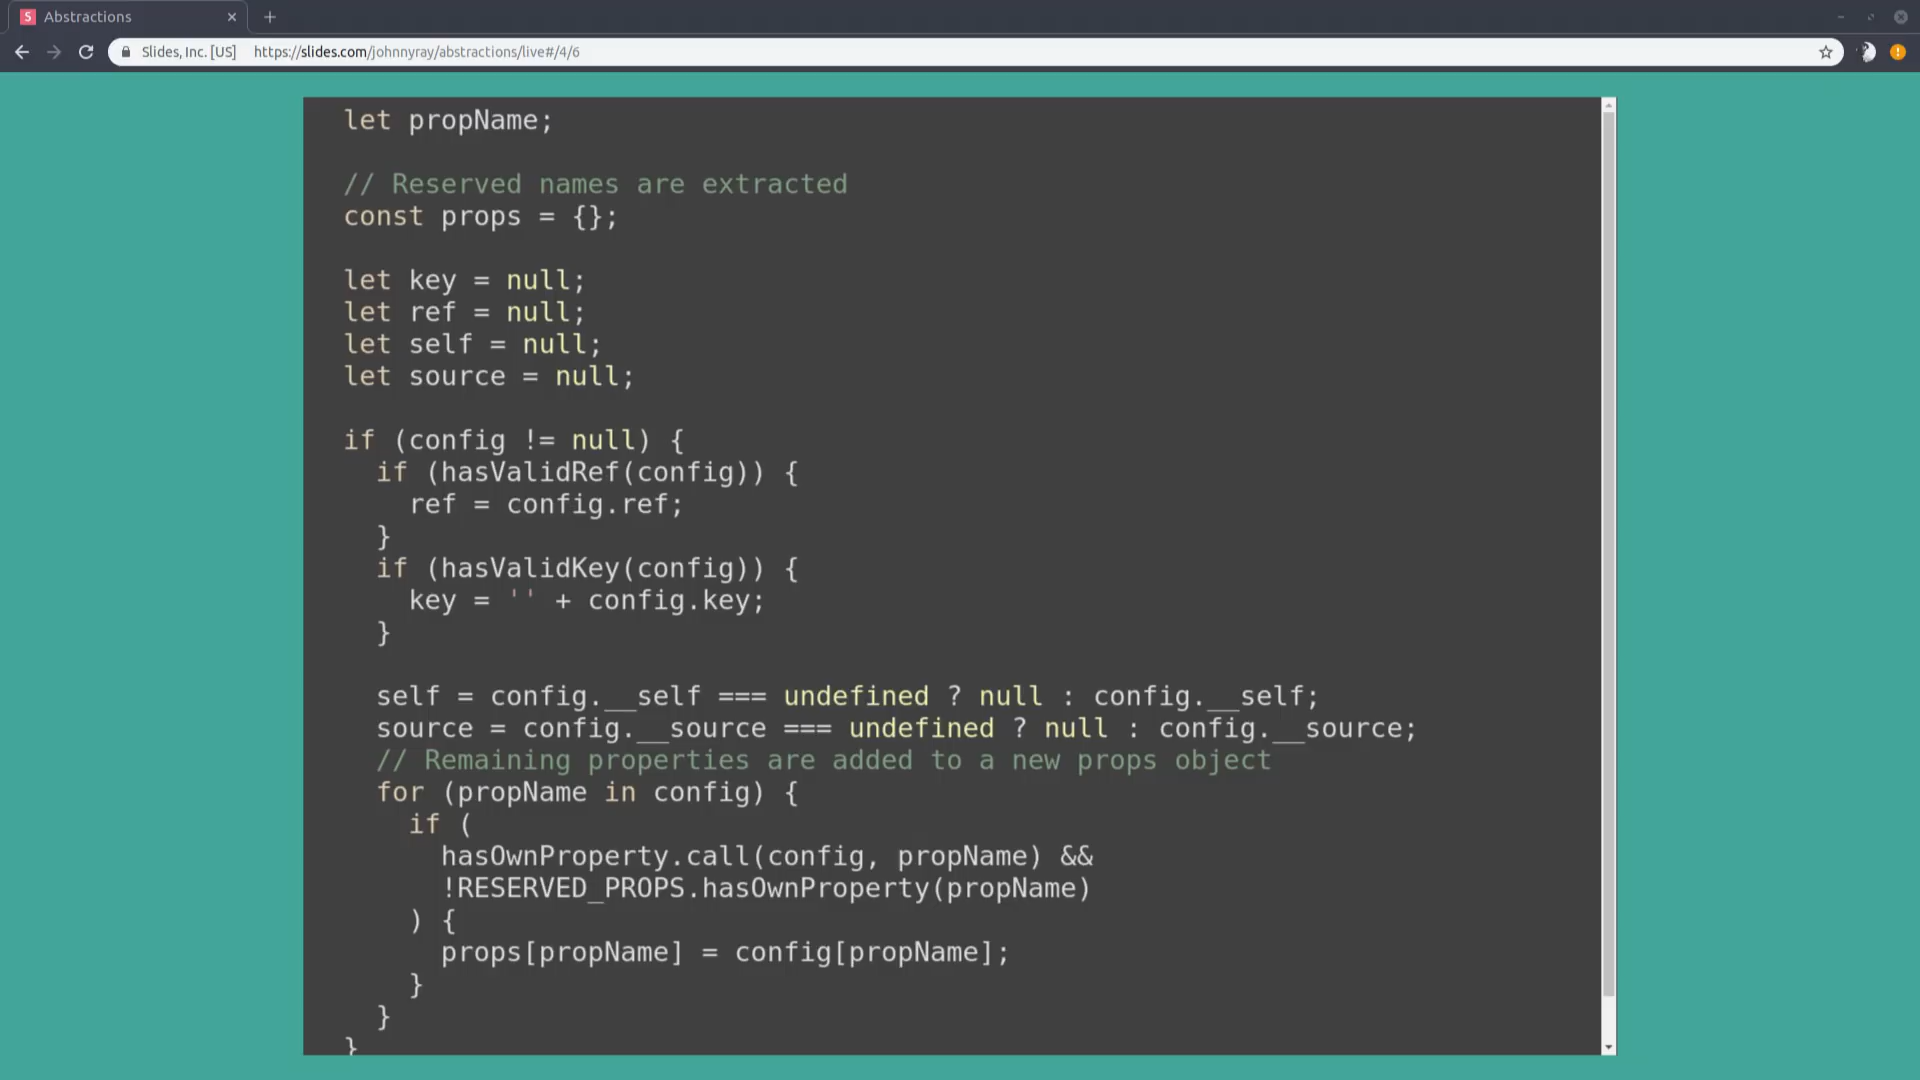 Abstractions
Slides, Inc. [US] https://slides.com/johnnyray/abstractions/live#/4/6
let propName;
// Reserved names are extracted
const props = {};
let key = null;
let ref = null;
let self = null;
let source = null;
if (config != null) {
if (hasValidRef(config)) {
ref = config.ref;
}
if (hasValidKey(config)) {
key = '' + config.key;
}
self = config.__self === undefined ? null : config.__self;
source = config.__source === undefined ? null : config.__source;
// Remaining properties are added to a new props object
for (propName in config) {
if (
hasOwnProperty.call(config, propName) &&
!RESERVED_PROPS.hasOwnProperty(propName)
) {
props[propName] = config[propName];
}
}
}